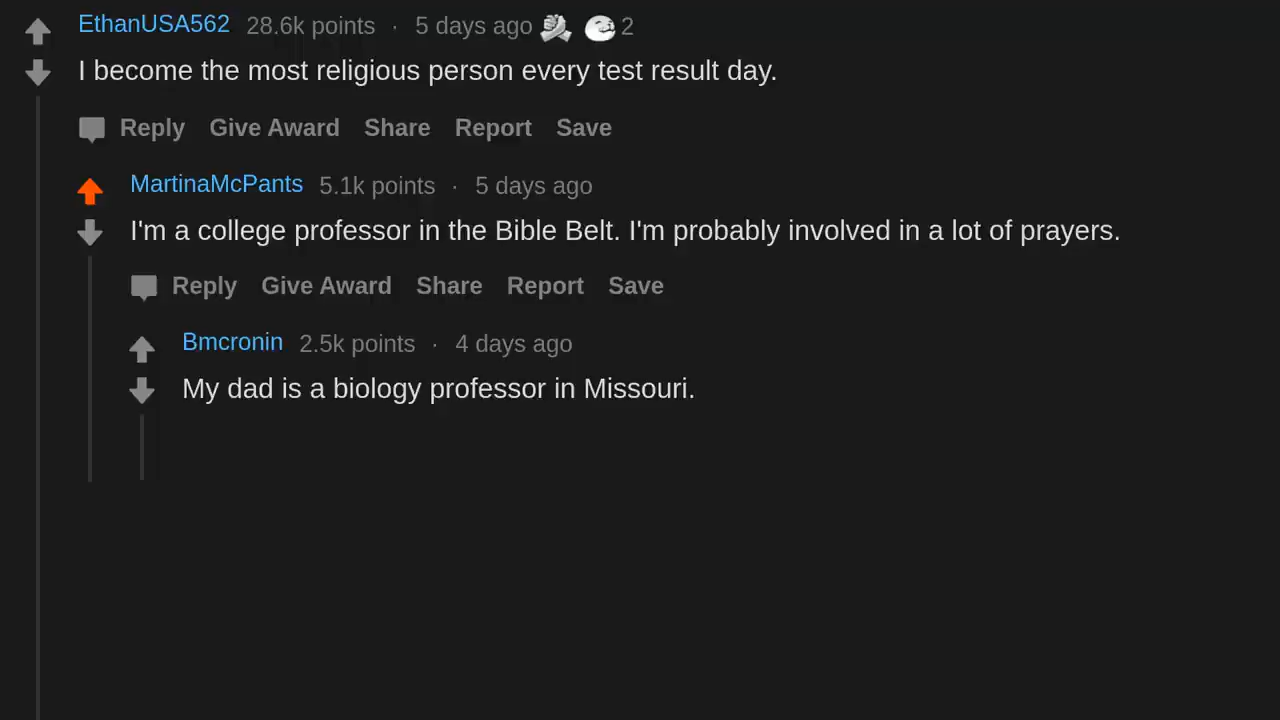 EthanUSA562 28.6k points · 5 days ago 2
I become the most religious person every test result day.
Reply Give Award Share Report Save
MartinaMcPants 5.1k points · 5 days ago
I'm a college professor in the Bible Belt. I'm probably involved in a lot of prayers.
Reply Give Award Share Report Save
Bmcronin 2.5k points · 4 days ago
My dad is a biology professor in Missouri.